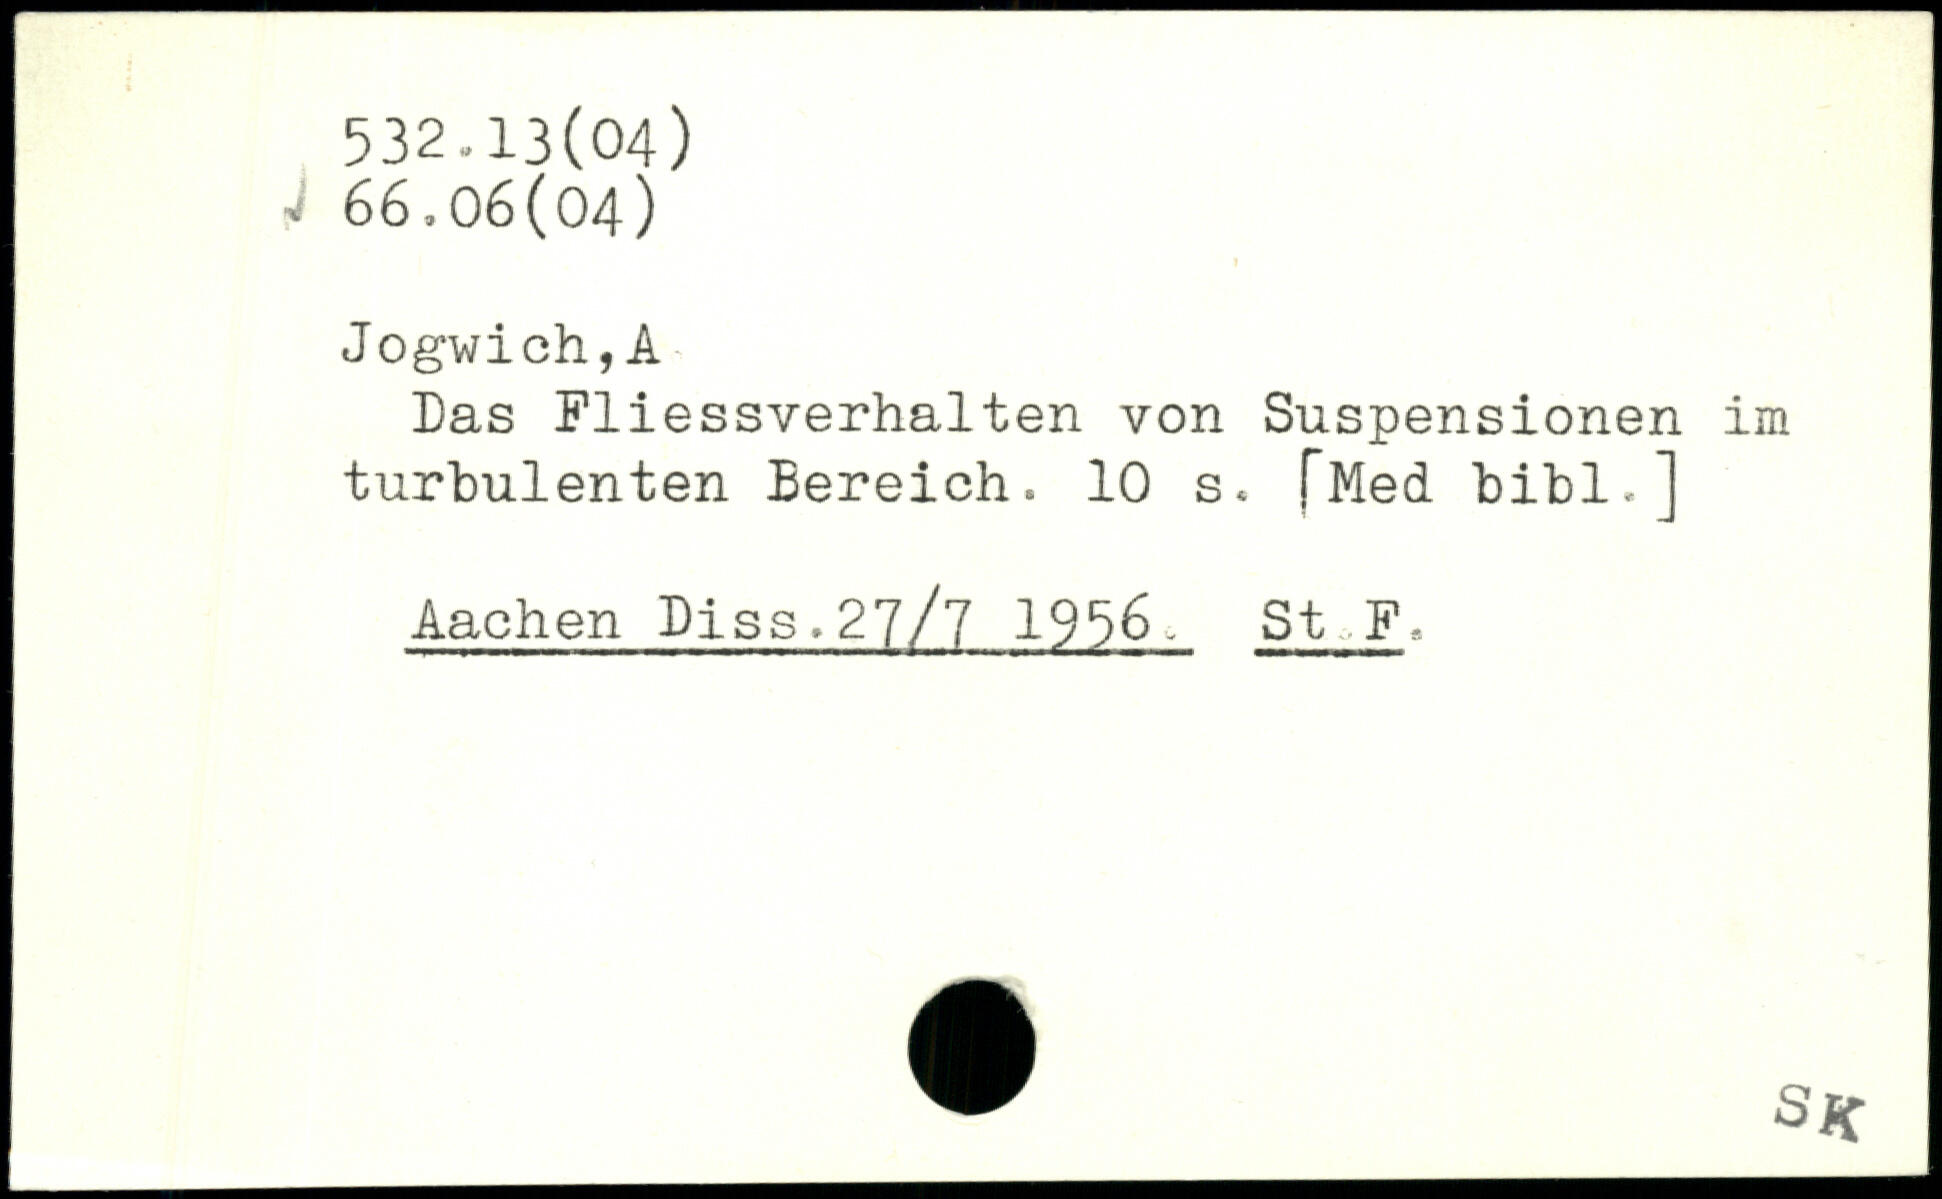 532.13(04)
66.06(04)
Jogwich,A
Das Fliessverhalten von Suspensionen im
turbulenten Bereich. 10 s. [Med bibl.]
Aachen Diss.27/7 1956. St.F.
SK